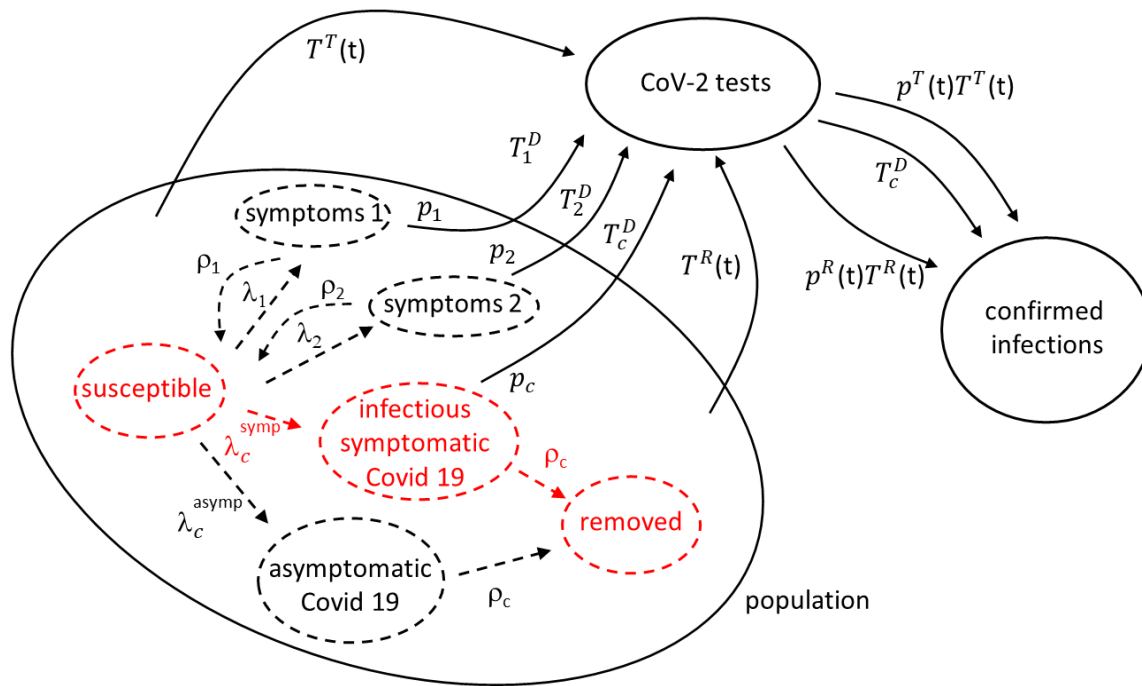 T^T(t)
CoV-2 tests
p^T(t)T^T(t)
T_1^D
T_2^D
T_c^D
T_c^D
symptoms 1
p_1
p_2
T^R(t)
p^R(t)T^R(t)
ρ_1
λ_1
ρ_2
symptoms 2
λ_2
confirmed
infections
susceptible
p_c
λ_c^symp
infectious
symptomatic
Covid 19
ρ_c
λ_c^asymp
removed
asymptomatic
Covid 19
ρ_c
population